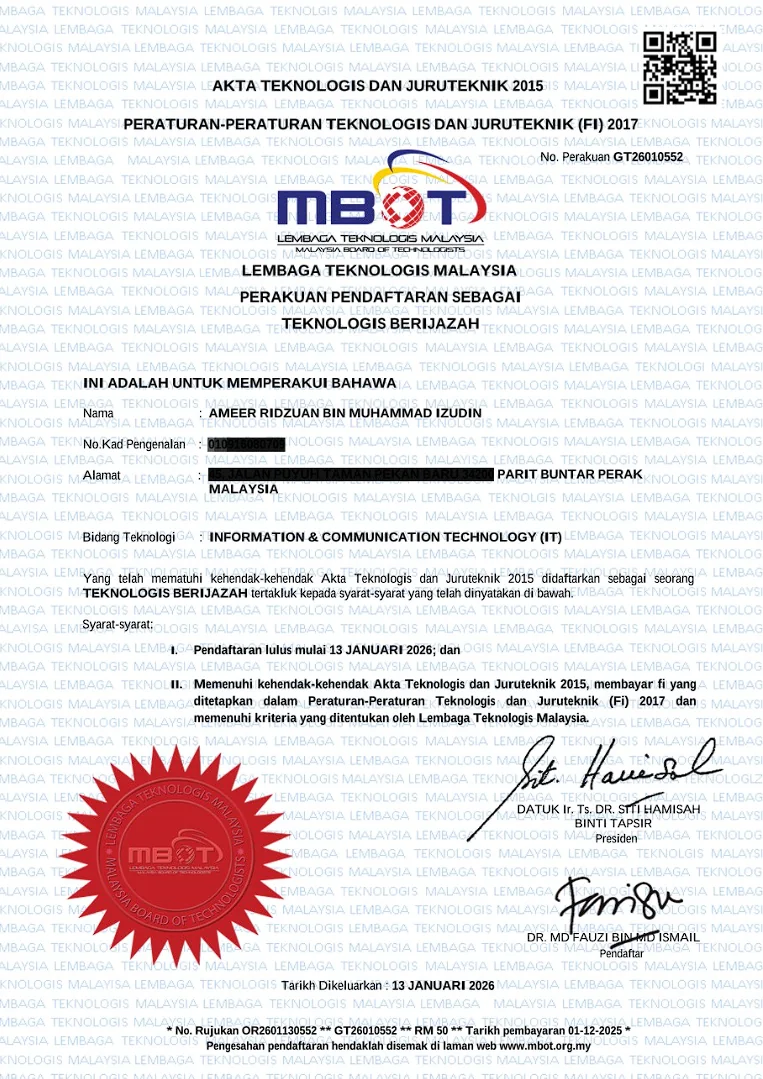 AKTA TEKNOLOGIS DAN JURUTEKNIK 2015
PERATURAN-PERATURAN TEKNOLOGIS DAN JURUTEKNIK (FI) 2017
No. Perakuan GT26010552
MBOT
LEMBAGA TEKNOLOGIS MALAYSIA
MALAYSIA BOARD OF TECHNOLOGISTS
LEMBAGA TEKNOLOGIS MALAYSIA
PERAKUAN PENDAFTARAN SEBAGAI
TEKNOLOGIS BERIJAZAH
INI ADALAH UNTUK MEMPERAKUI BAHAWA
Nama : AMEER RIDZUAN BIN MUHAMMAD IZUDIN
No.Kad Pengenalan :
Alamat : PARIT BUNTAR PERAK
MALAYSIA
Bidang Teknologi : INFORMATION & COMMUNICATION TECHNOLOGY (IT)
Yang telah mematuhi kehendak-kehendak Akta Teknologis dan Juruteknik 2015 didaftarkan sebagai seorang
TEKNOLOGIS BERIJAZAH tertakluk kepada syarat-syarat yang telah dinyatakan di bawah.
Syarat-syarat:
I. Pendaftaran lulus mulai 13 JANUARI 2026; dan
II. Memenuhi kehendak-kehendak Akta Teknologis dan Juruteknik 2015, membayar fi yang
ditetapkan dalam Peraturan-Peraturan Teknologis dan Juruteknik (Fi) 2017 dan
memenuhi kriteria yang ditentukan oleh Lembaga Teknologis Malaysia.
DATUK Ir. Ts. DR. SITI HAMISAH
BINTI TAPSIR
Presiden
LEMBAGA TEKNOLOGIS MALAYSIA
MBOT
MALAYSIA BOARD OF TECHNOLOGISTS
DR. MD FAUZI BIN MD ISMAIL
Pendaftar
Tarikh Dikeluarkan : 13 JANUARI 2026
* No. Rujukan OR2601130552 ** GT26010552 ** RM 50 ** Tarikh pembayaran 01-12-2025 *
Pengesahan pendaftaran hendaklah disemak di laman web www.mbot.org.my